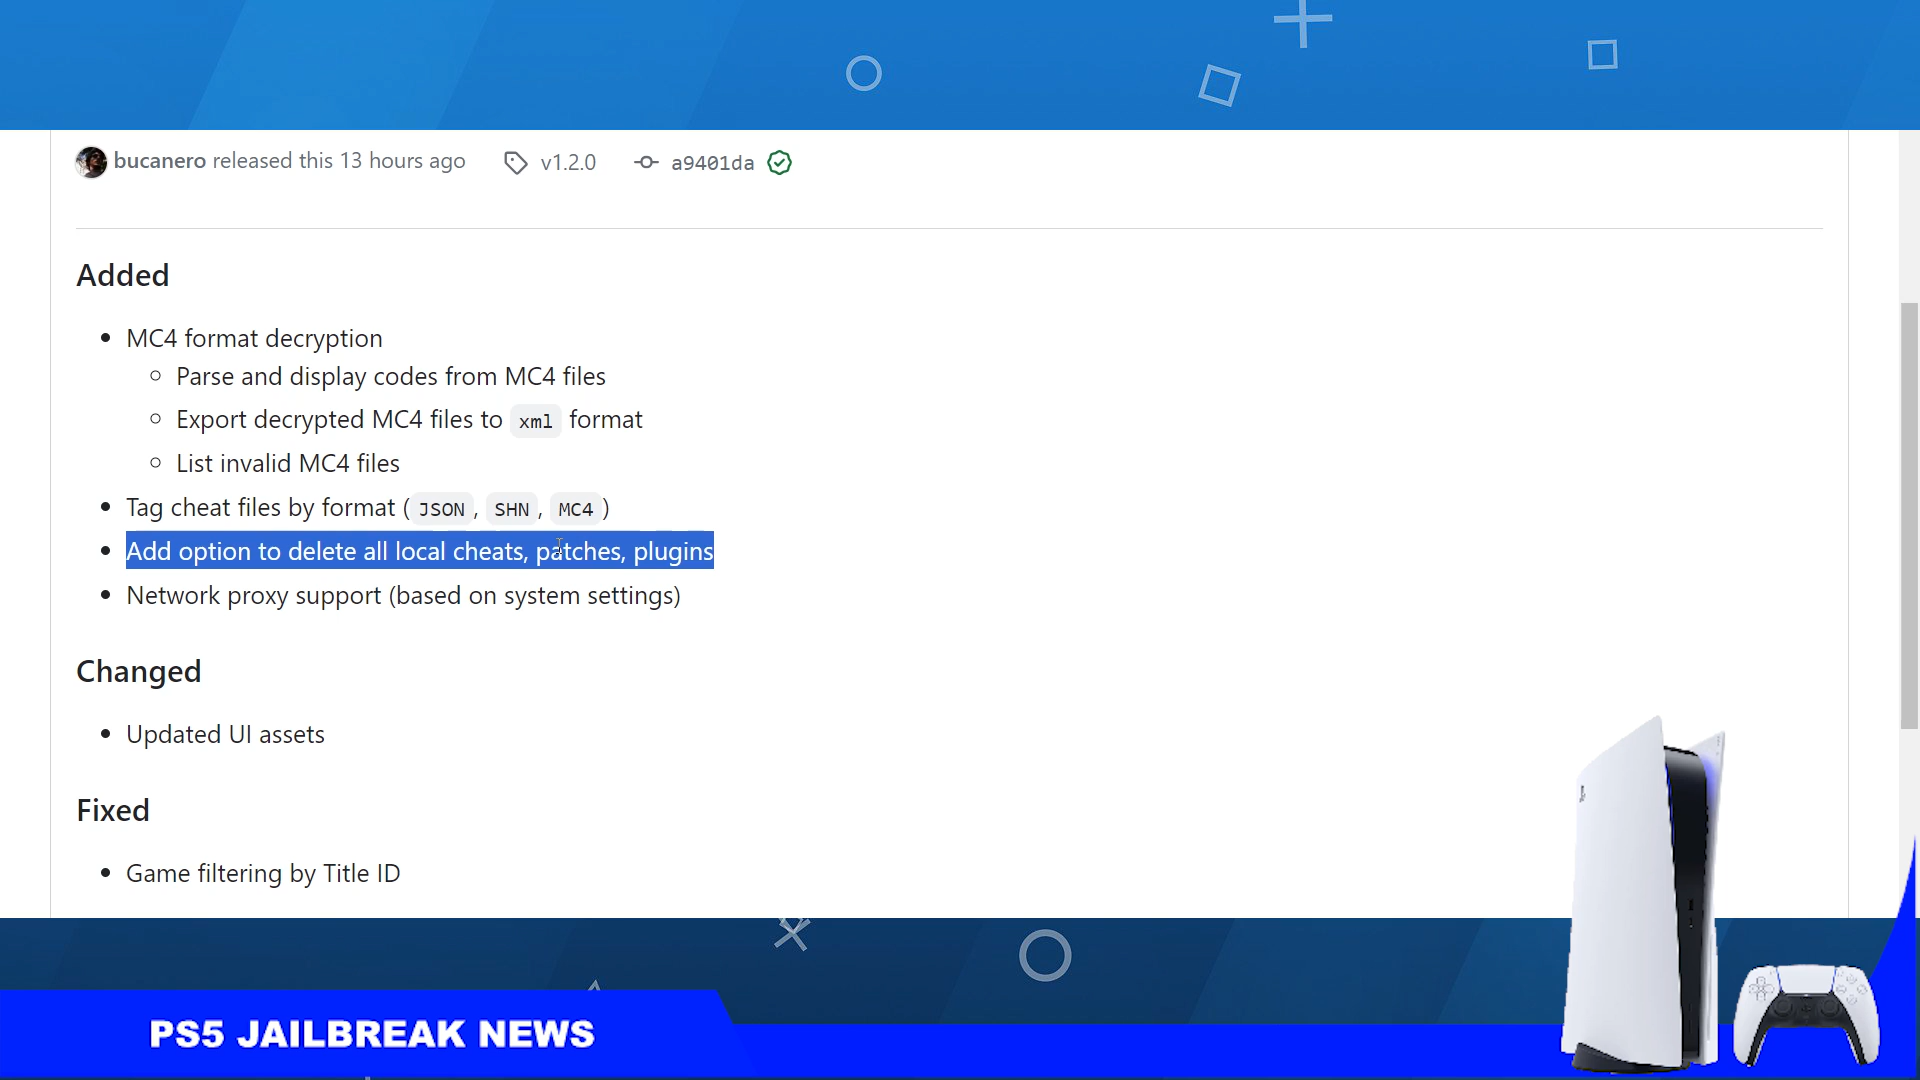 bucanero released this 13 hours ago v1.2.0 a9401da
Added
MC4 format decryption
Parse and display codes from MC4 files
Export decrypted MC4 files to xml format
List invalid MC4 files
Tag cheat files by format ( JSON , SHN , MC4 )
Add option to delete all local cheats, patches, plugins
Network proxy support (based on system settings)
Changed
Updated UI assets
Fixed
Game filtering by Title ID
PS5 JAILBREAK NEWS